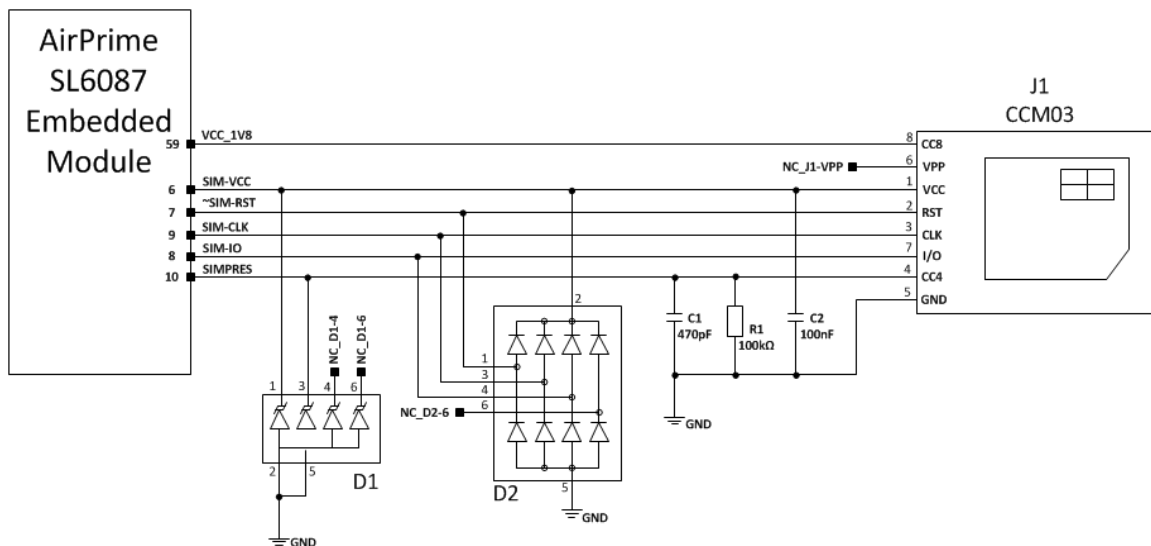 AirPrime
SL6087
Embedded
Module
J1
CCM03
59
VCC_1V8
8
CC8
NC_J1-VPP
6
VPP
6
SIM-VCC
1
VCC
7
~SIM-RST
2
RST
9
SIM-CLK
3
CLK
8
SIM-IO
7
I/O
10
SIMPRES
4
CC4
5
GND
C1
470pF
R1
100kΩ
C2
100nF
GND
NC_D1-4
NC_D1-6
1
3
4
6
2
5
D1
GND
2
1
3
4
6
NC_D2-6
5
D2
GND